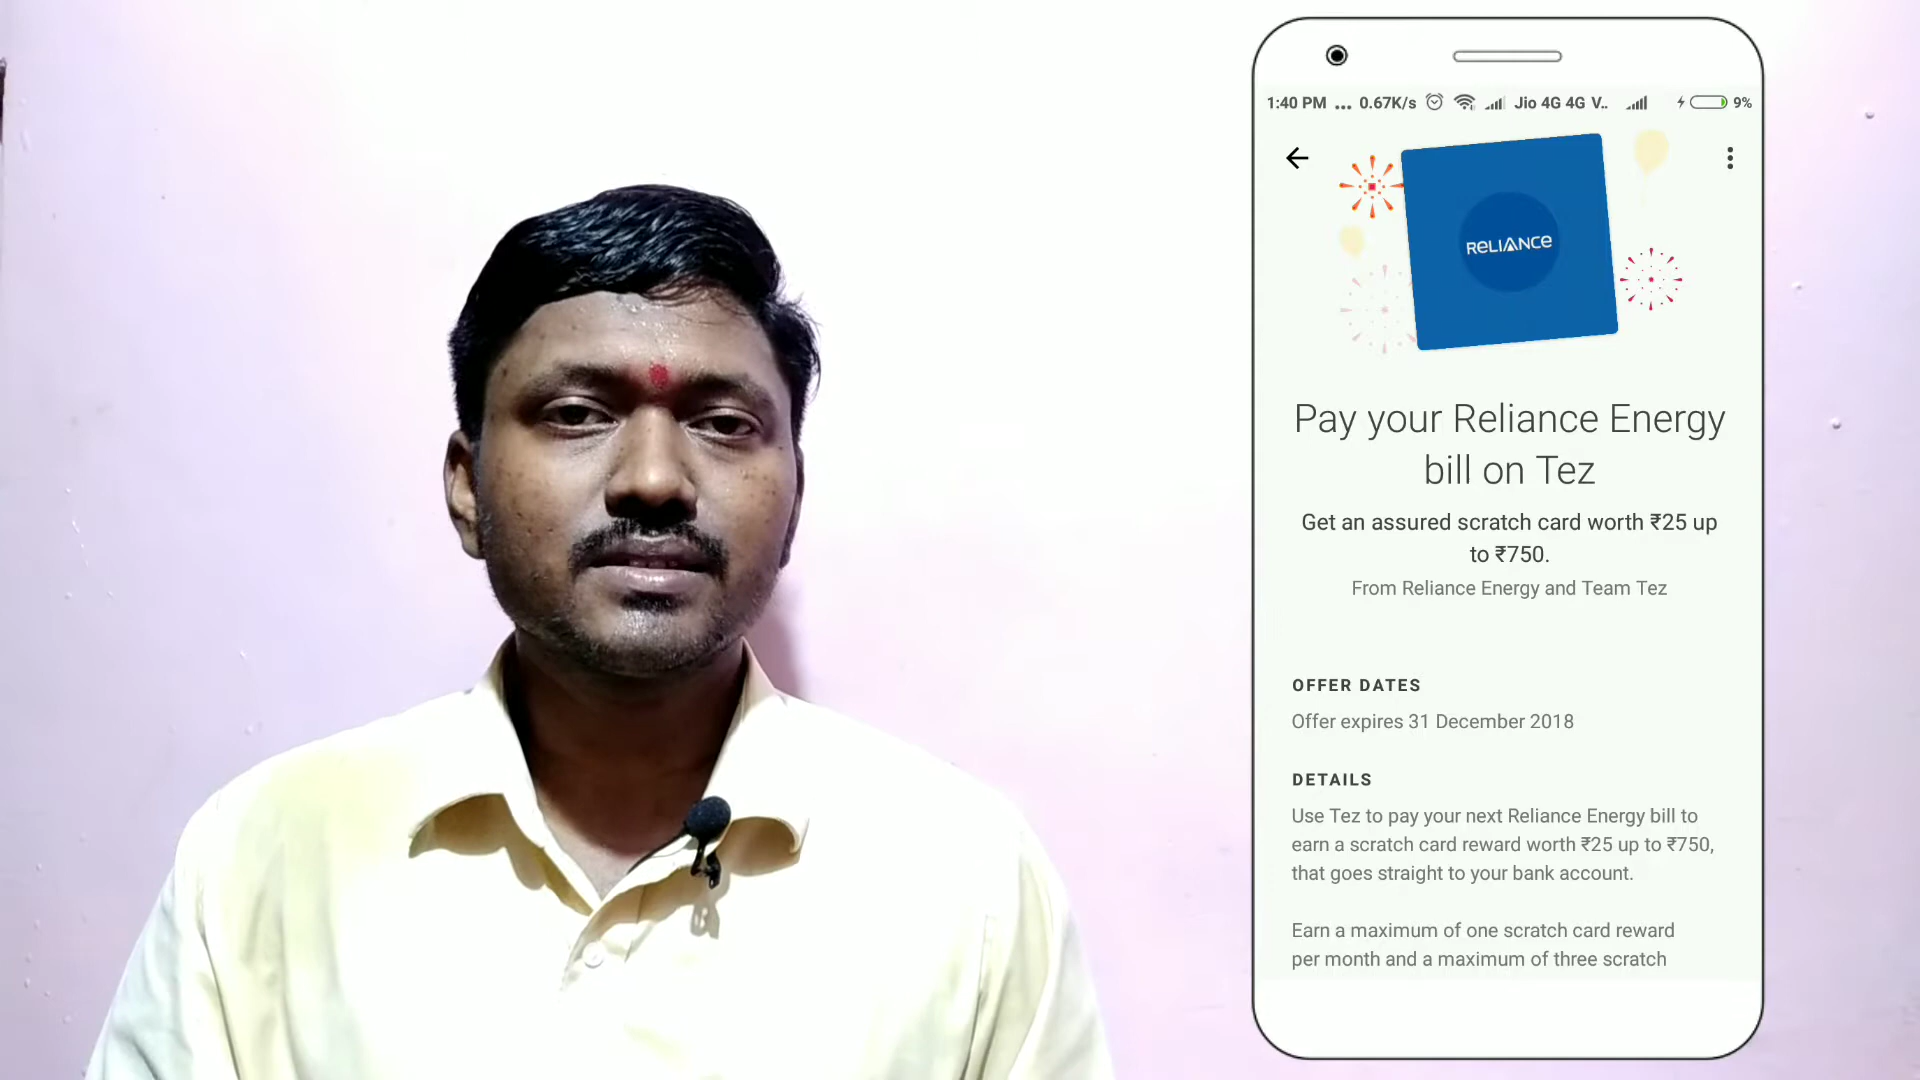 1:40 PM ... 0.67K/s Jio 4G 4G V.. 9%
RELIANCE
Pay your Reliance Energy
bill on Tez
Get an assured scratch card worth ₹25 up
to ₹750.
From Reliance Energy and Team Tez
OFFER DATES
Offer expires 31 December 2018
DETAILS
Use Tez to pay your next Reliance Energy bill to
earn a scratch card reward worth ₹25 up to ₹750,
that goes straight to your bank account.
Earn a maximum of one scratch card reward
per month and a maximum of three scratch